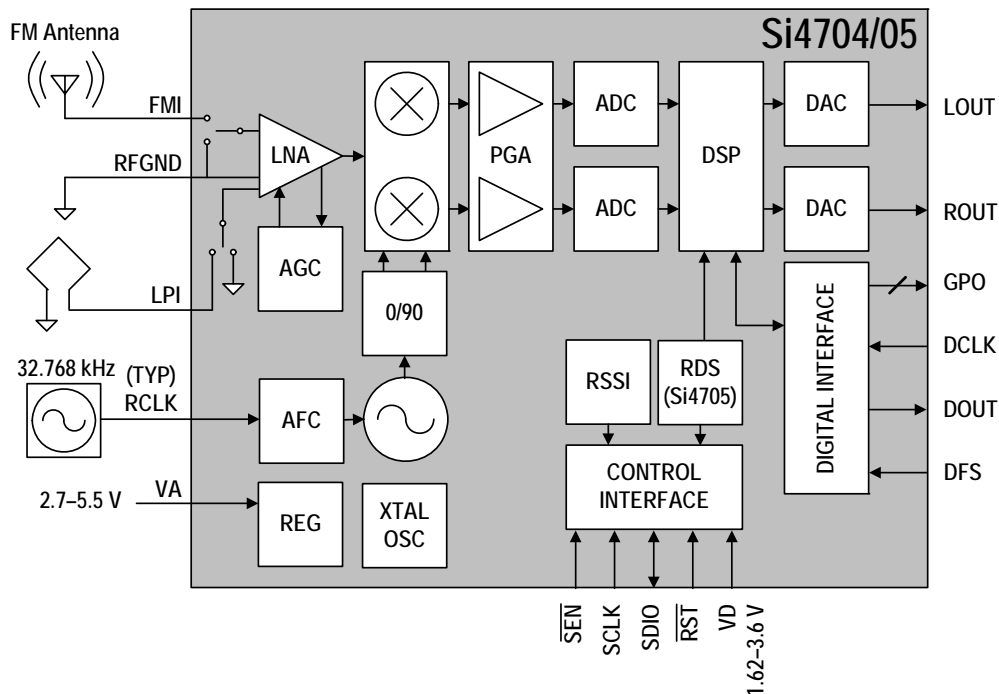 Si4704/05
FM Antenna
FMI
RFGND
LPI
32.768 kHz (TYP)
RCLK
VA
2.7–5.5 V
LNA
AGC
0/90
AFC
REG
XTAL
OSC
PGA
ADC
ADC
DSP
DAC
DAC
RSSI
RDS
(Si4705)
CONTROL
INTERFACE
DIGITAL INTERFACE
LOUT
ROUT
GPO
DCLK
DOUT
DFS
SEN
SCLK
SDIO
RST
VD
1.62–3.6 V